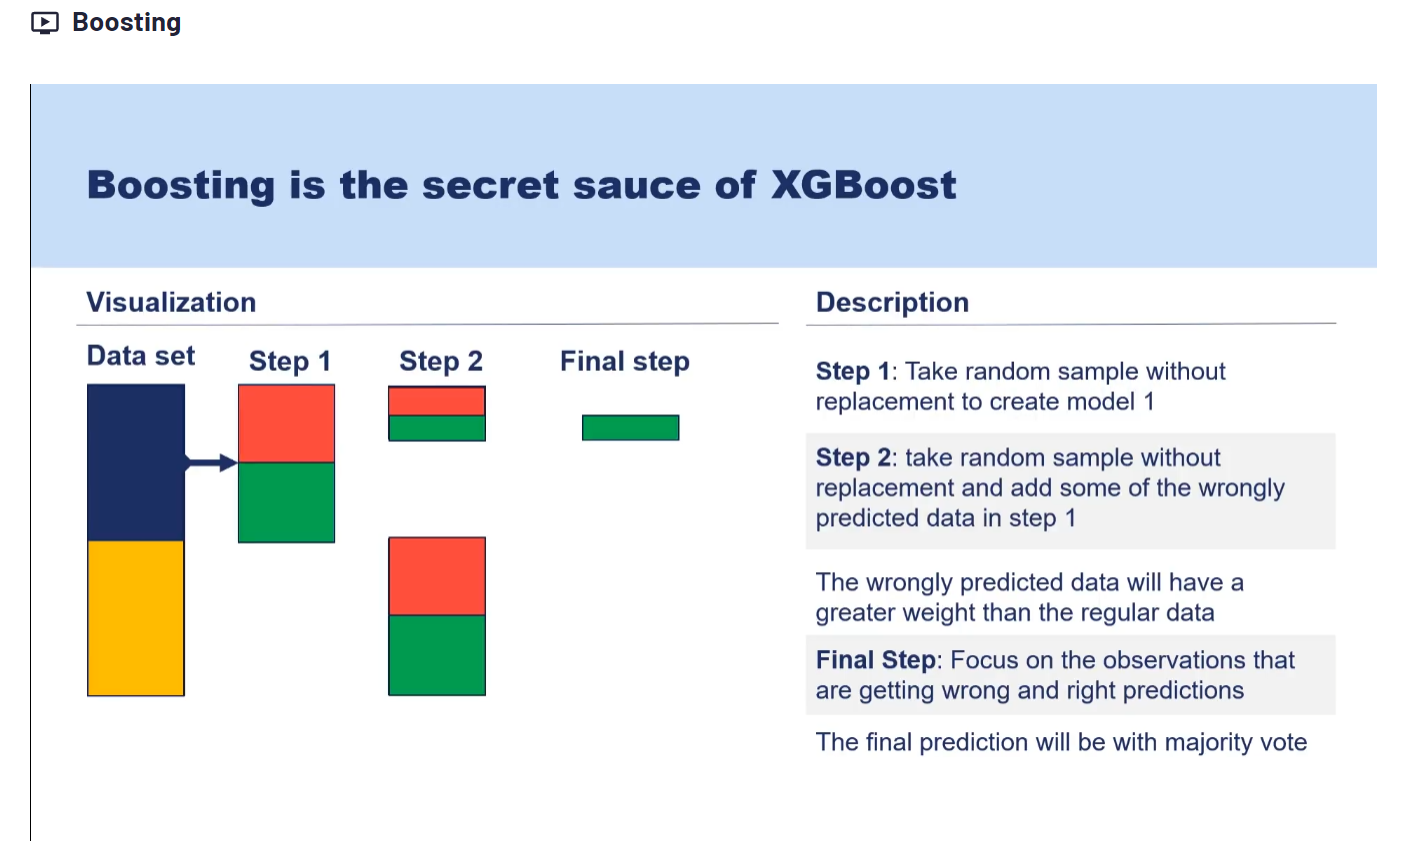 Boosting
Boosting is the secret sauce of XGBoost
Visualization
Data set
Step 1
Step 2
Final step
Description
Step 1: Take random sample without
replacement to create model 1
Step 2: take random sample without
replacement and add some of the wrongly
predicted data in step 1
The wrongly predicted data will have a
greater weight than the regular data
Final Step: Focus on the observations that
are getting wrong and right predictions
The final prediction will be with majority vote